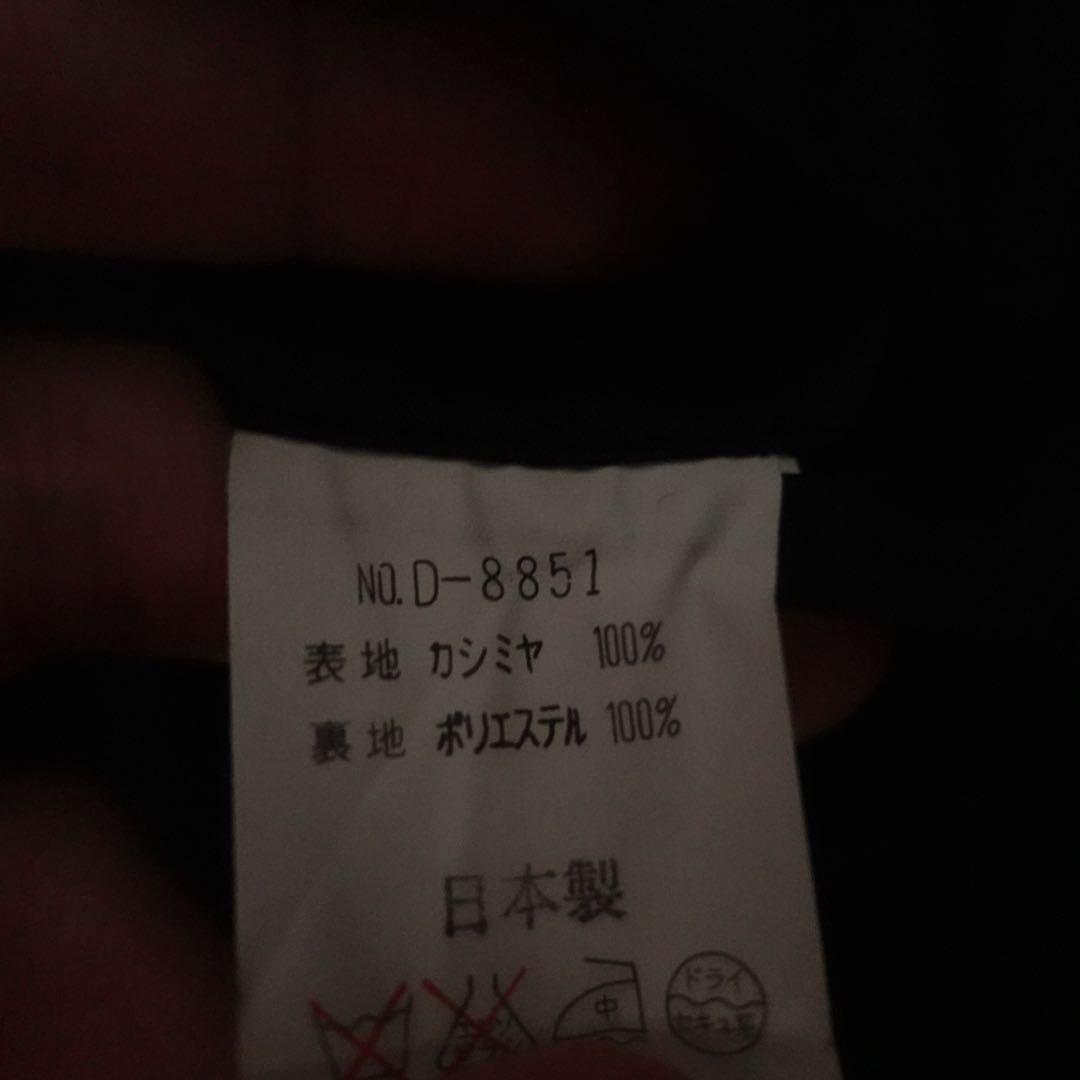 NO.D-8851
表地 カシミヤ 100%
裏地 ポリエステル 100%
日本製
中
ドライ
セキユ系